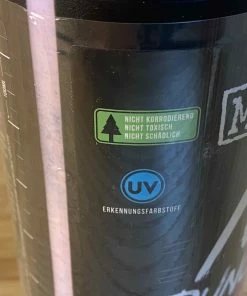 NICHT KORRODIEREND
NICHT TOXISCH
NICHT SCHÄDLICH
UV
ERKENNUNGSFARBSTOFF